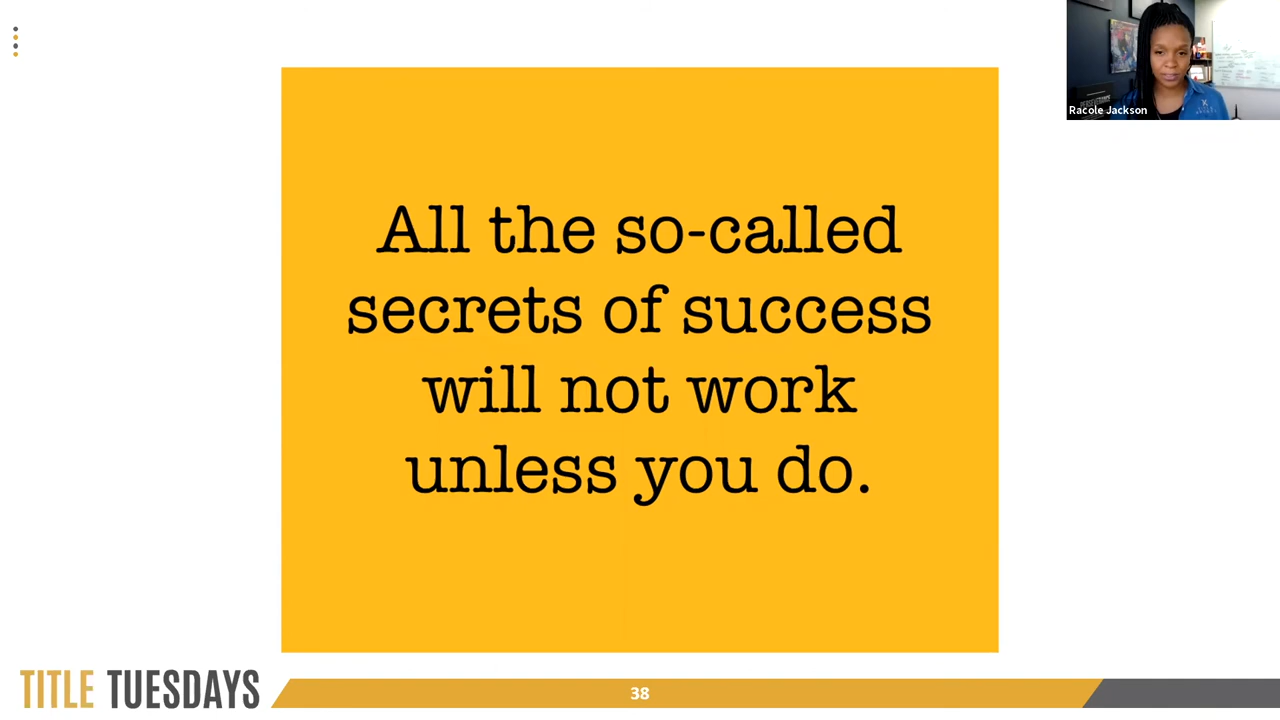 All the so-called
secrets of success
will not work
unless you do.
Racole Jackson
TITLE TUESDAYS
38